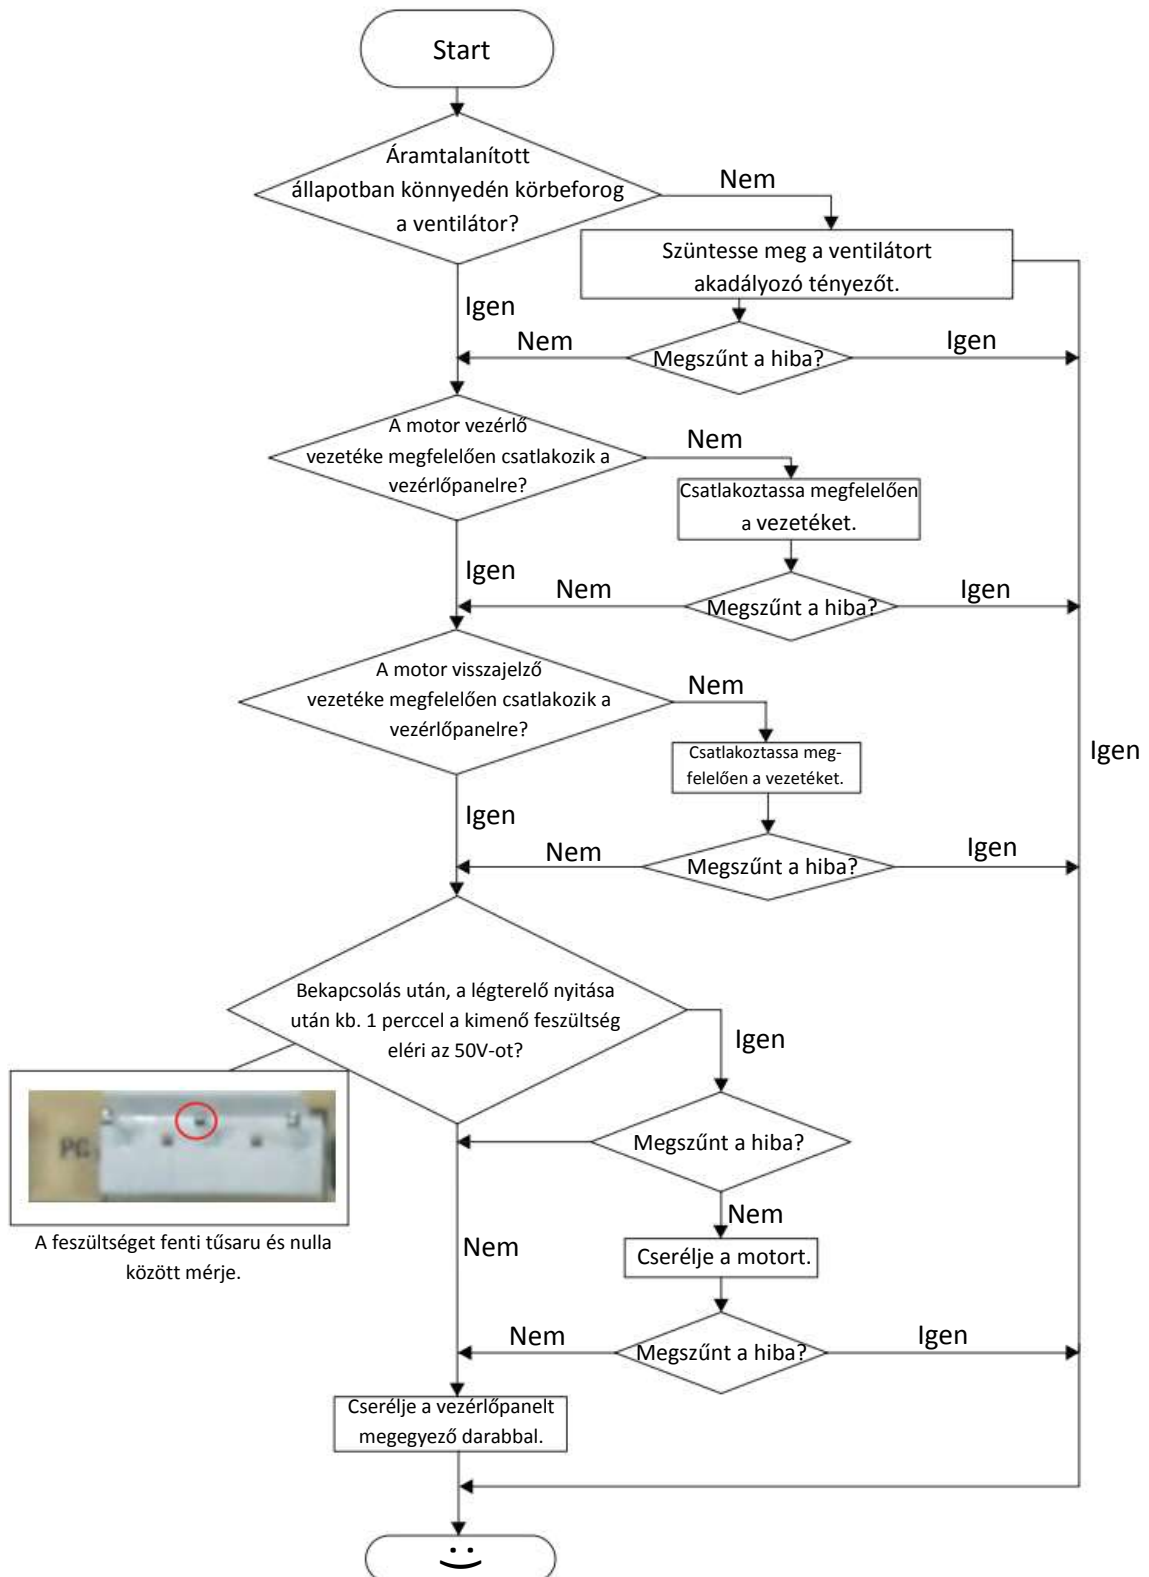 Start
Áramtalanított
állapotban könnyedén körbeforog
a ventilátor?
Nem
Szüntesse meg a ventilátort
akadályozó tényezőt.
Igen
Nem
Megszűnt a hiba?
Igen
A motor vezérlő
vezetéke megfelelően csatlakozik a
vezérlőpanelre?
Nem
Csatlakoztassa megfelelően
a vezetéket.
Igen
Nem
Megszűnt a hiba?
Igen
A motor visszajelző
vezetéke megfelelően csatlakozik a
vezérlőpanelre?
Nem
Csatlakoztassa meg-
felelően a vezetéket.
Igen
Igen
Nem
Megszűnt a hiba?
Igen
Bekapcsolás után, a légterelő nyitása
után kb. 1 perccel a kimenő feszültség
eléri az 50V-ot?
Igen
PG
Megszűnt a hiba?
A feszültséget fenti tűsaru és nulla
között mérje.
Nem
Nem
Cserélje a motort.
Nem
Megszűnt a hiba?
Igen
Cserélje a vezérlőpanelt
megegyező darabbal.